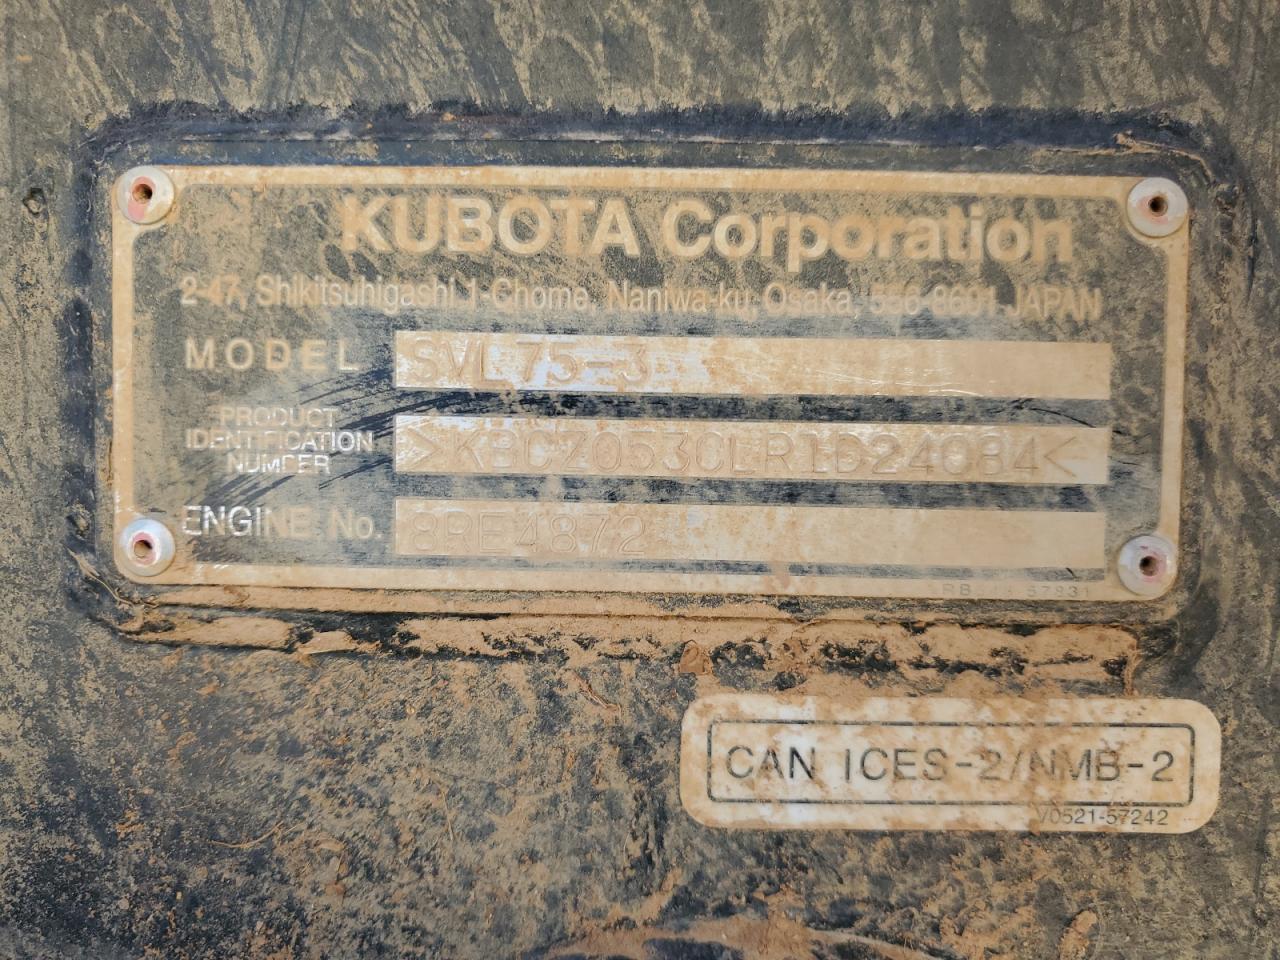 KUBOTA Corporation
2-47, Shikitsuhigashi 1-Chome, Naniwa-ku, Osaka, 556-8601 JAPAN
MODEL SVL75-3
PRODUCT
IDENTIFICATION
NUMBER
>KBCZ053CLR1D24084<
ENGINE No. 8RE4872
CAN ICES-2/NMB-2
V0521-57242